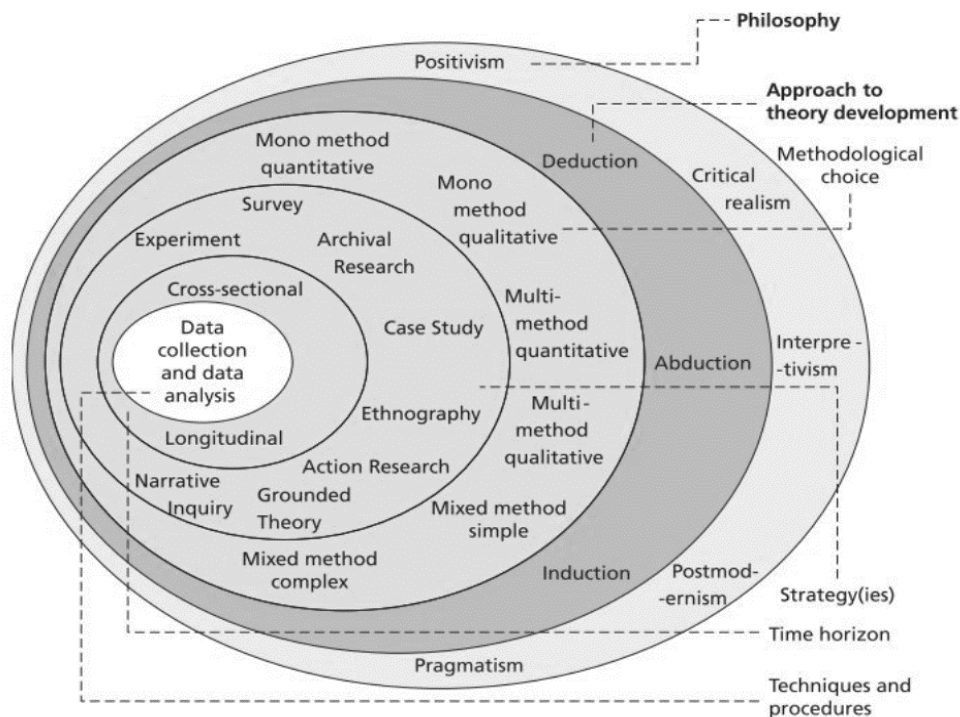 Philosophy
Positivism
Approach to
theory development
Mono method
quantitative
Deduction
Methodological
choice
Critical
realism
Mono
method
qualitative
Survey
Experiment
Archival
Research
Cross-sectional
Data
collection
and data
analysis
Case Study
Multi-
method
quantitative
Abduction
Interpre-
-tivism
Ethnography
Multi-
method
qualitative
Longitudinal
Action Research
Narrative
Inquiry
Grounded
Theory
Mixed method
simple
Mixed method
complex
Induction
Postmod-
-ernism
Strategy(ies)
Time horizon
Pragmatism
Techniques and
procedures